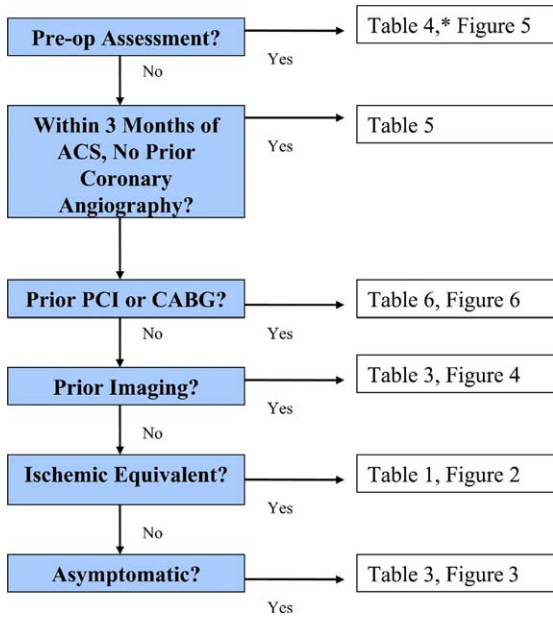 Pre-op Assessment?
Table 4,* Figure 5
No
Yes
Within 3 Months of
ACS, No Prior
Coronary
Angiography?
Table 5
Yes
Prior PCI or CABG?
Table 6, Figure 6
No
Yes
Prior Imaging?
Table 3, Figure 4
Yes
No
Ischemic Equivalent?
Table 1, Figure 2
Yes
No
Asymptomatic?
Table 3, Figure 3
Yes